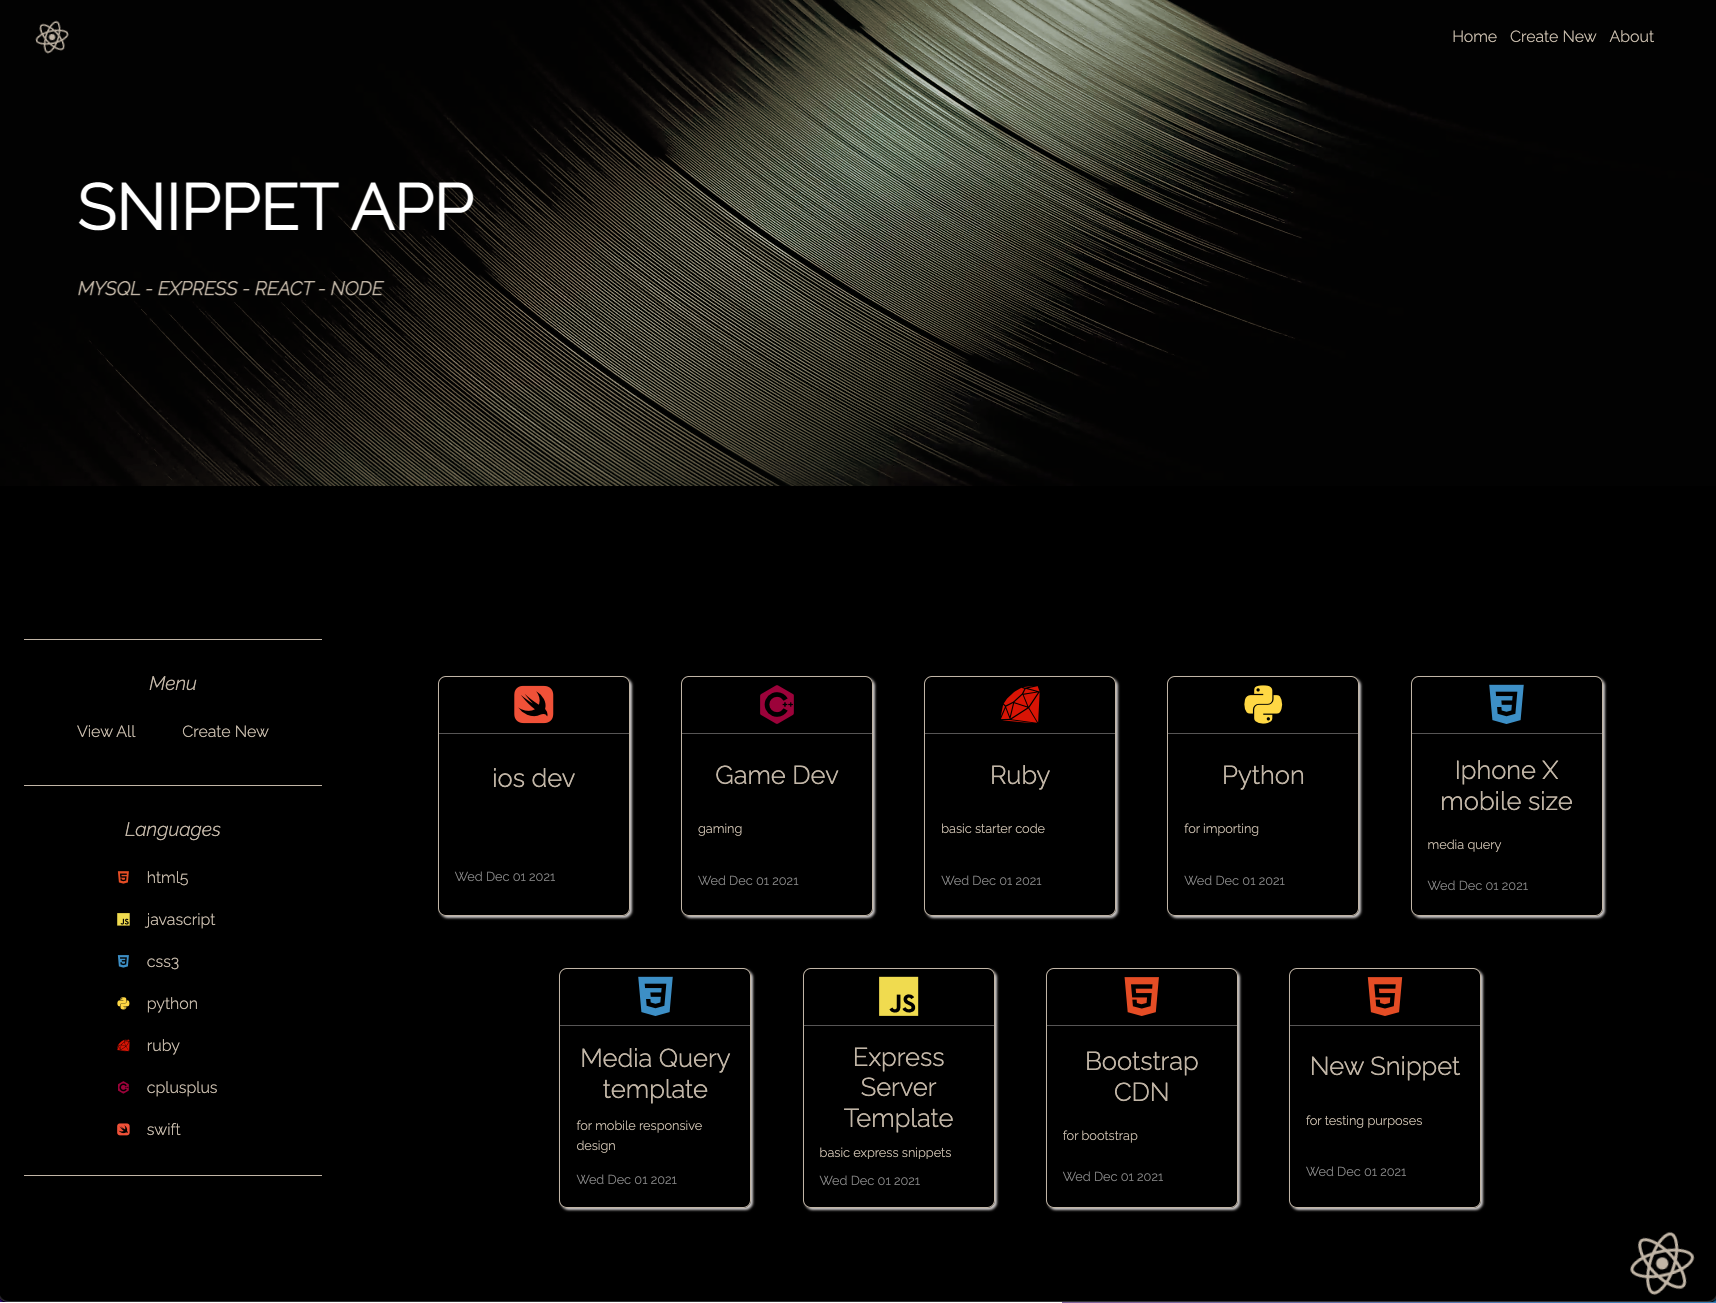 Home Create New About
SNIPPET APP
MYSQL - EXPRESS - REACT - NODE
Menu
View All Create New
Languages
html5
javascript
css3
python
ruby
cplusplus
swift
ios dev
Wed Dec 01 2021
Game Dev
gaming
Wed Dec 01 2021
Ruby
basic starter code
Wed Dec 01 2021
Python
for importing
Wed Dec 01 2021
Iphone X
mobile size
media query
Wed Dec 01 2021
Media Query
template
for mobile responsive
design
Wed Dec 01 2021
JS
Express
Server
Template
basic express snippets
Wed Dec 01 2021
Bootstrap
CDN
for bootstrap
Wed Dec 01 2021
New Snippet
for testing purposes
Wed Dec 01 2021